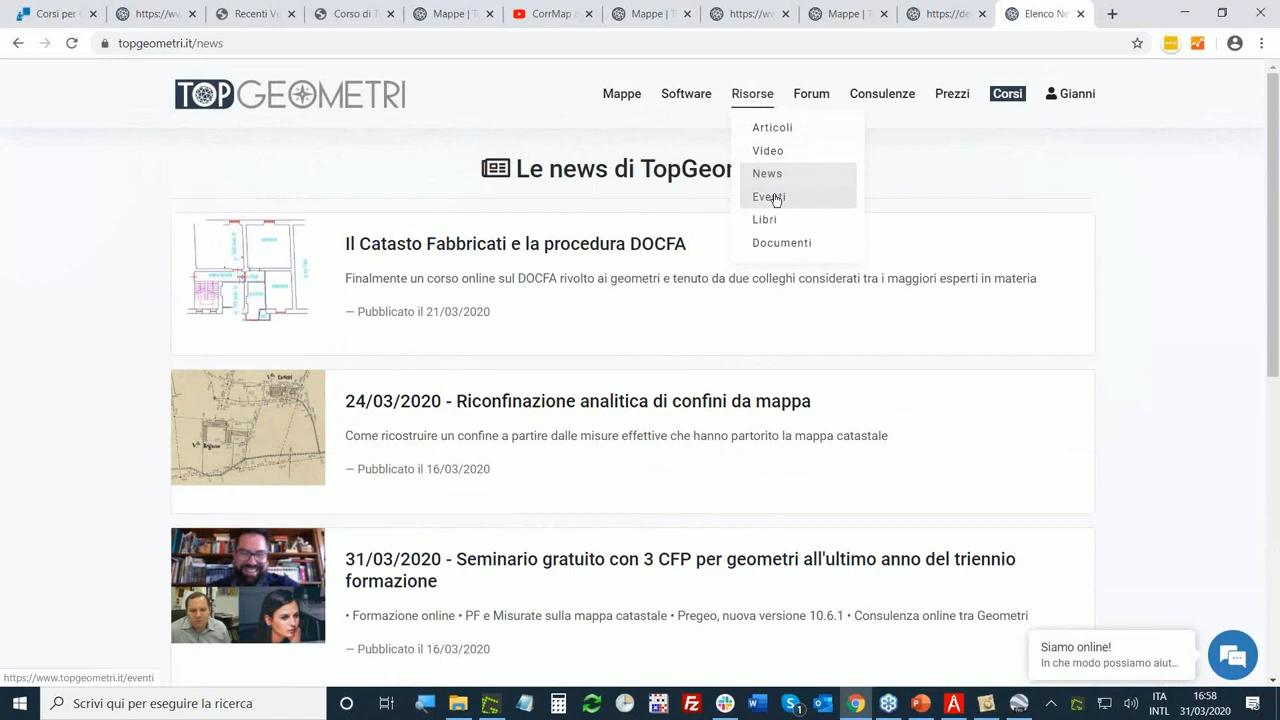 Corsi per G
https://ww
Recenti Vi
Corso di To
Mappe | To
CorrMap a
Mappe | To
https://ww
Mappe | To
https://de
Elenco Ne
topgeometri.it/news
TOPGEOMETRI
Mappe
Software
Risorse
Forum
Consulenze
Prezzi
Corsi
Gianni
Articoli
Video
News
Eventi
Libri
Documenti
Le news di TopGeom
Il Catasto Fabbricati e la procedura DOCFA
Finalmente un corso online sul DOCFA rivolto ai geometri e tenuto da due colleghi considerati tra i maggiori esperti in materia
— Pubblicato il 21/03/2020
24/03/2020 - Riconfinazione analitica di confini da mappa
Come ricostruire un confine a partire dalle misure effettive che hanno partorito la mappa catastale
— Pubblicato il 16/03/2020
31/03/2020 - Seminario gratuito con 3 CFP per geometri all'ultimo anno del triennio
formazione
• Formazione online • PF e Misurate sulla mappa catastale • Pregeo, nuova versione 10.6.1 • Consulenza online tra Geometri
— Pubblicato il 16/03/2020
Siamo online!
In che modo possiamo aiut...
https://www.topgeometri.it/eventi
Scrivi qui per eseguire la ricerca
ITA
INTL
16:58
31/03/2020